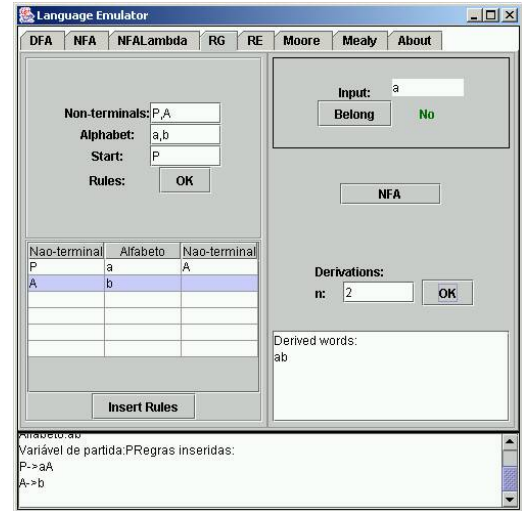 Language Emulator
DFA NFA NFALambda RG RE Moore Mealy About
Non-terminals: P,A
Alphabet: a,b
Start: P
Rules: OK
Nao-terminal Alfabeto Nao-terminal
P a A
A b
Insert Rules
Input: a
Belong No
NFA
Derivations:
n: 2 OK
Derived words:
ab
Alfabeto:ab
Variável de partida:PRegras inseridas:
P->aA
A->b